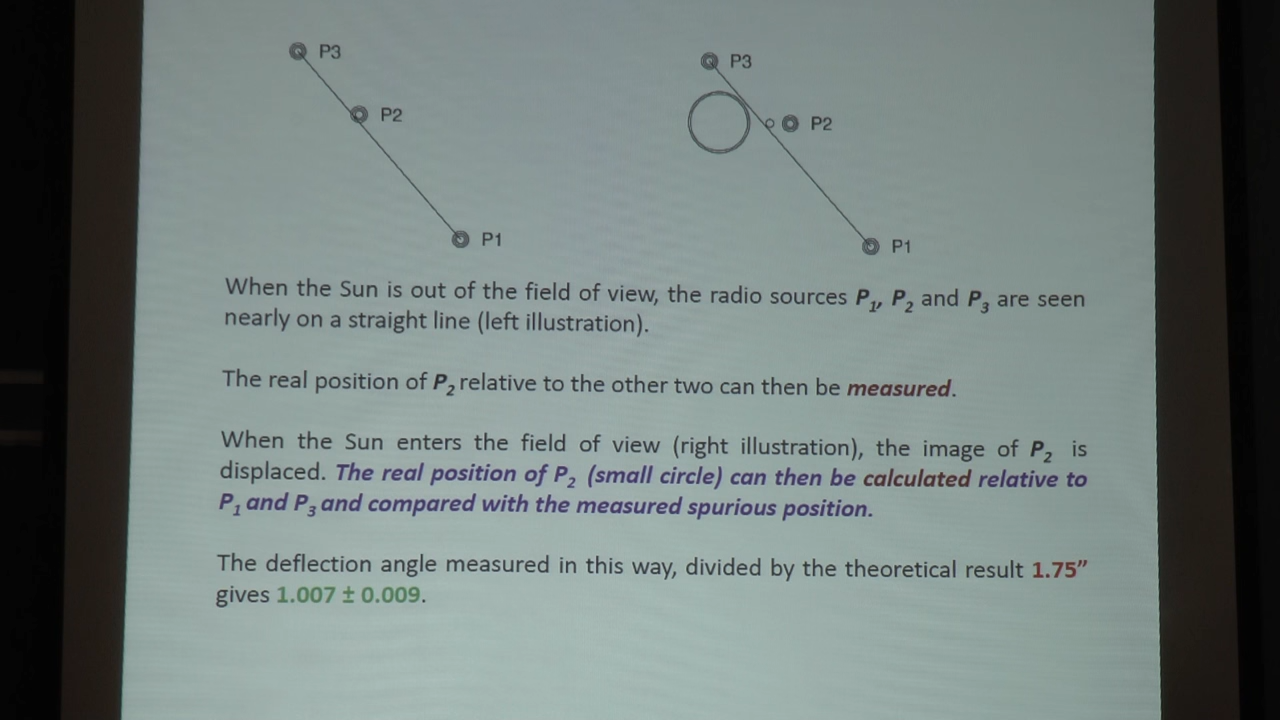 P3
P2
P1
P3
P2
P1
When the Sun is out of the field of view, the radio sources P1, P2 and P3 are seen
nearly on a straight line (left illustration).
The real position of P2 relative to the other two can then be measured.
When the Sun enters the field of view (right illustration), the image of P2 is
displaced. The real position of P2 (small circle) can then be calculated relative to
P1 and P3 and compared with the measured spurious position.
The deflection angle measured in this way, divided by the theoretical result 1.75”
gives 1.007 ± 0.009.